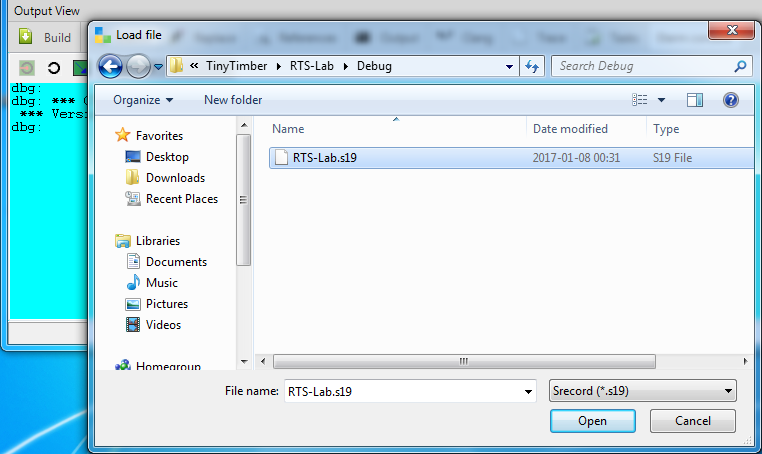 Output View
Build
dbg:
dbg: ***
*** Versi
dbg:
Load file
« TinyTimber RTS-Lab Debug
Search Debug
Organize New folder
Favorites
Desktop
Downloads
Recent Places
Libraries
Documents
Music
Pictures
Videos
Homegroup
Name Date modified Type
RTS-Lab.s19 2017-01-08 00:31 S19 File
File name: RTS-Lab.s19 Srecord (*.s19)
Open Cancel